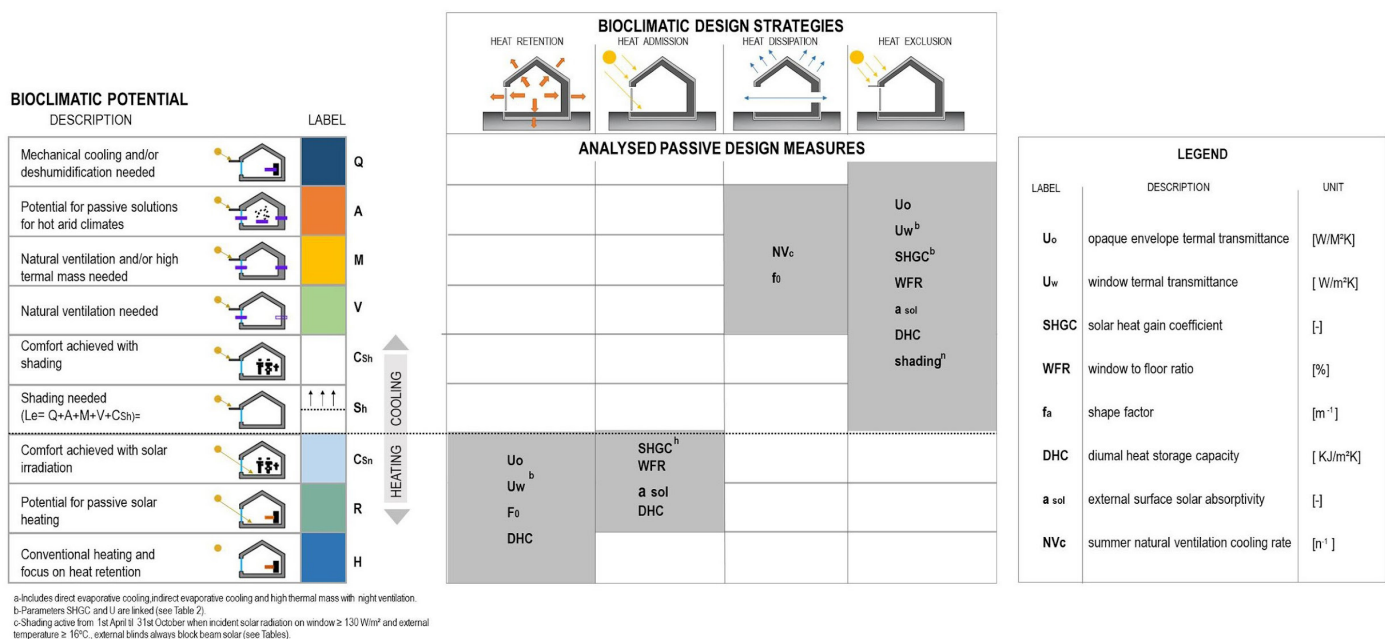 BIOCLIMATIC DESIGN STRATEGIES
HEAT RETENTION
HEAT ADMISSION
HEAT DISSIPATION
HEAT EXCLUSION
BIOCLIMATIC POTENTIAL
DESCRIPTION
LABEL
Mechanical cooling and/or
deshumidification needed
Q
Potential for passive solutions
for hot arid climates
A
Natural ventilation and/or high
termal mass needed
M
Natural ventilation needed
V
Comfort achieved with
shading
CSh
Shading needed
(Le= Q+A+M+V+CSh)=
Sh
Comfort achieved with solar
irradiation
CSn
Potential for passive solar
heating
R
Conventional heating and
focus on heat retention
H
COOLING
HEATING
ANALYSED PASSIVE DESIGN MEASURES
Uo
Uw b
F0
DHC
SHGC h
WFR
a sol
DHC
NVc
f0
Uo
Uw b
SHGC b
WFR
a sol
DHC
shading n
LEGEND
LABEL DESCRIPTION UNIT
Uo opaque envelope termal transmittance [W/M²K]
Uw window termal transmittance [ W/m²K]
SHGC solar heat gain coefficient [-]
WFR window to floor ratio [%]
fa shape factor [m⁻¹]
DHC diurnal heat storage capacity [ KJ/m²K]
a sol external surface solar absorptivity [-]
NVc summer natural ventilation cooling rate [n⁻¹]
a-Includes direct evaporative cooling,indirect evaporative cooling and high thermal mass with night ventilation.
b-Parameters SHGC and U are linked (see Table 2).
c-Shading active from 1st April til 31st October when incident solar radiation on window ≥ 130 W/m² and external
temperature ≥ 16ºC., external blinds always block beam solar (see Tables).